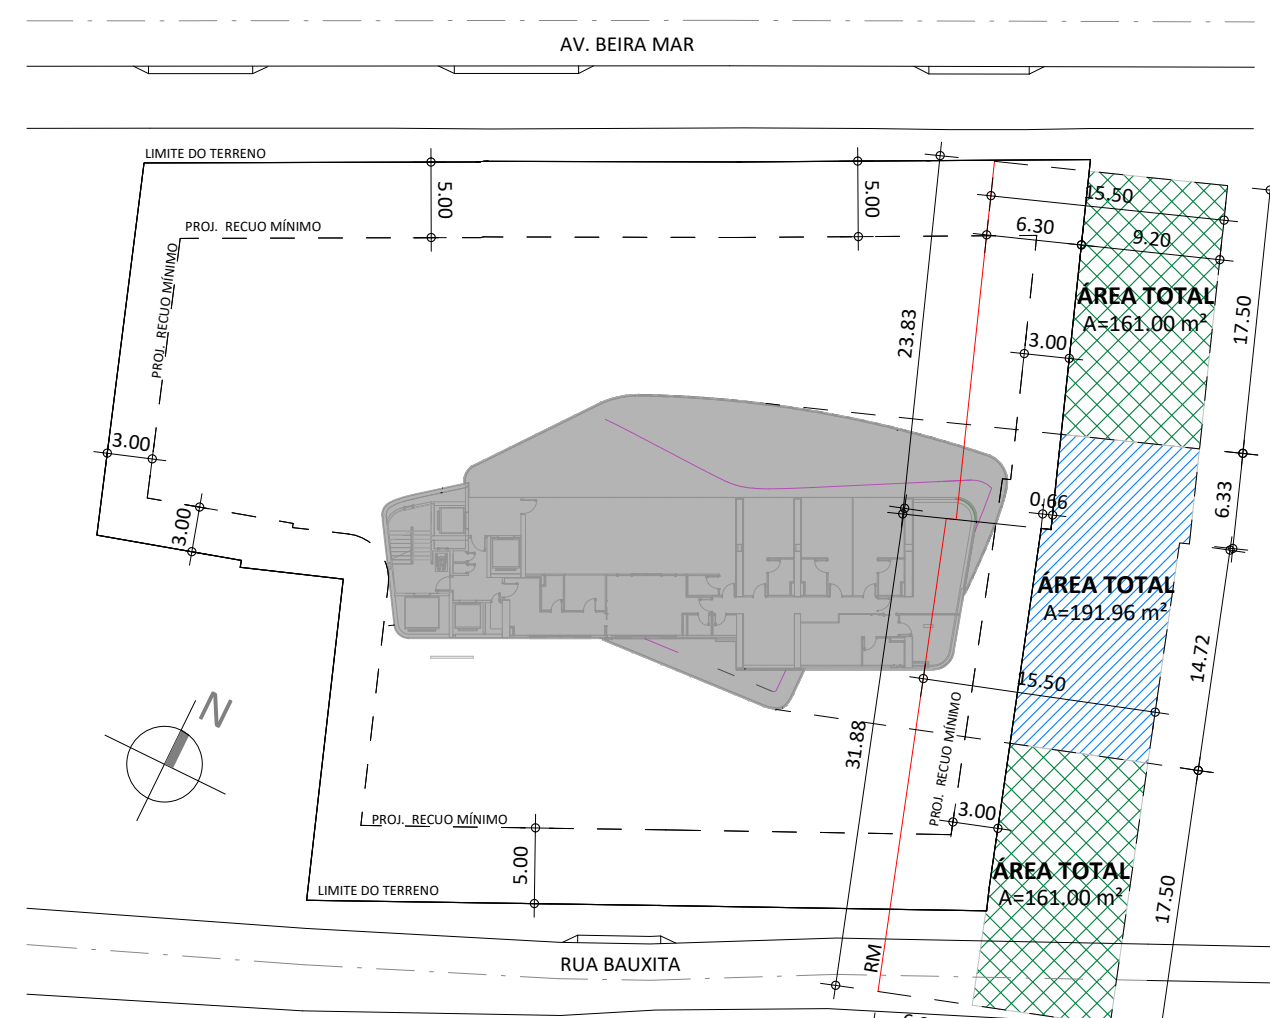 AV. BEIRA MAR
LIMITE DO TERRENO
5.00
5.00
15.50
PROJ. RECUO MÍNIMO
6.30
9.20
PROJ. RECUO MÍNIMO
ÁREA TOTAL
A=161.00 m²
23.83
17.50
3.00
3.00
0.66
6.33
3.00
ÁREA TOTAL
A=191.96 m²
14.72
15.50
N
31.88
PROJ. RECUO MÍNIMO
PROJ. RECUO MÍNIMO
3.00
5.00
ÁREA TOTAL
A=161.00 m²
LIMITE DO TERRENO
17.50
RM
RUA BAUXITA